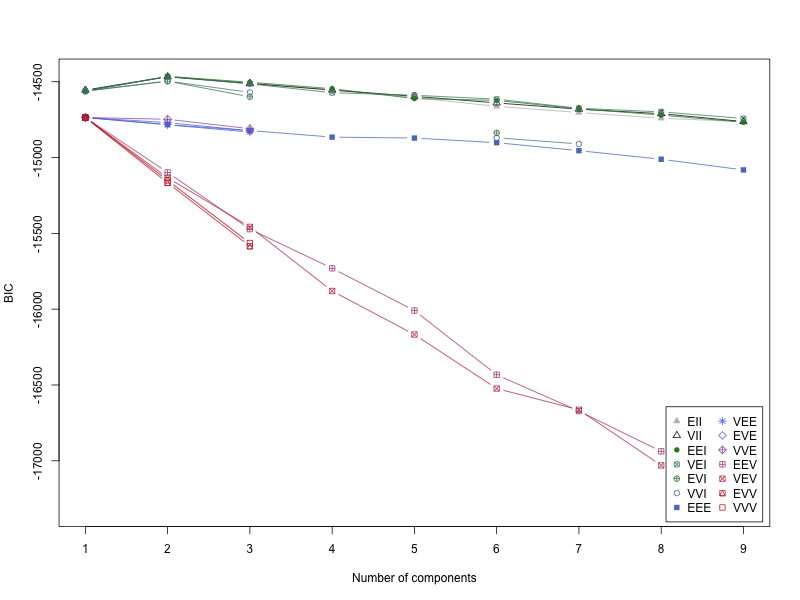 -14500
-15000
-15500
-16000
-16500
-17000
BIC
EII VEE
VII EVE
EEI VVE
VEI EEV
EVI VEV
VVI EVV
EEE VVV
1 2 3 4 5 6 7 8 9
Number of components